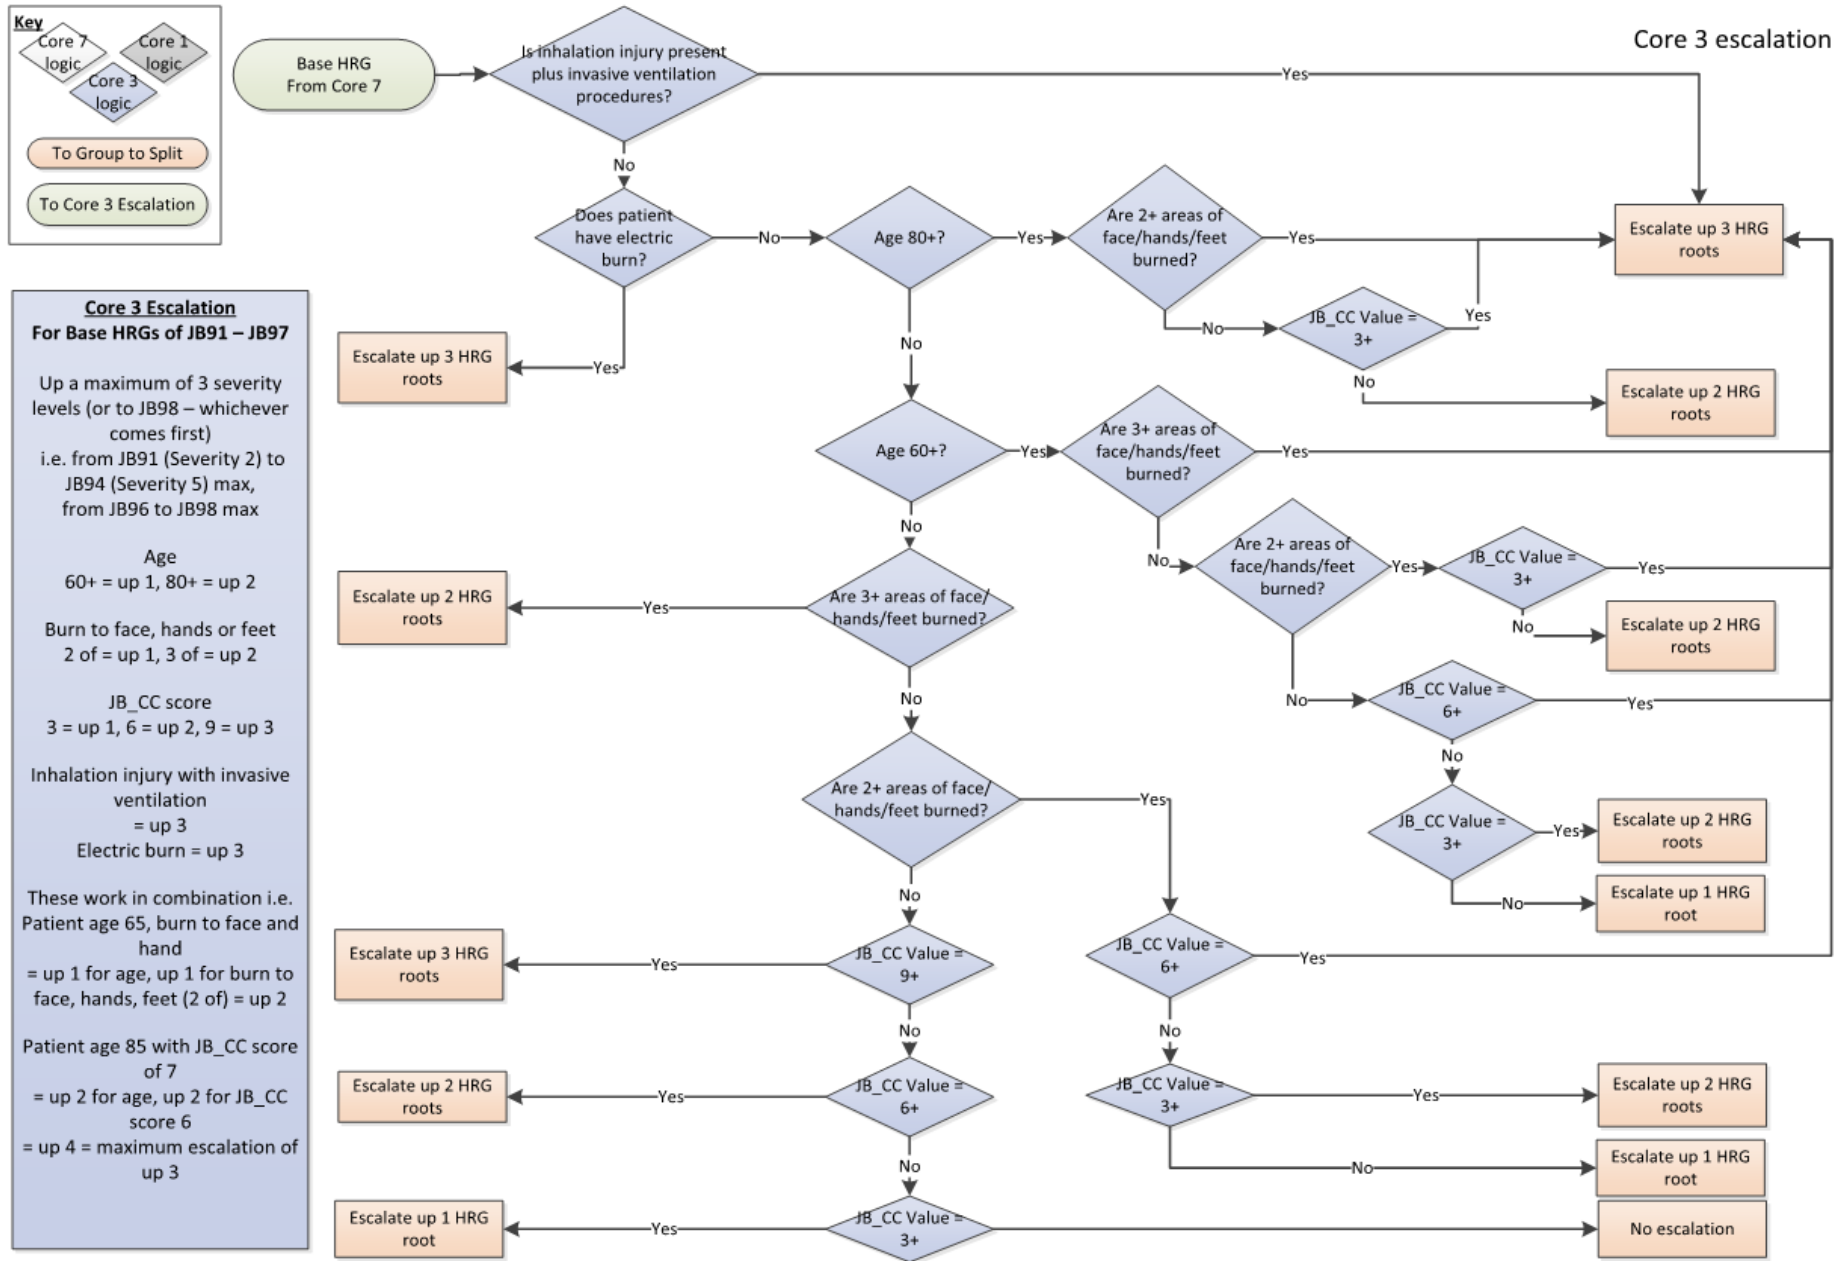 Key
Core 7
logic
Core 1
logic
Core 3
logic
To Group to Split
To Core 3 Escalation
Core 3 escalation
Base HRG
From Core 7
Is inhalation injury present
plus invasive ventilation
procedures?
Yes
No
Does patient
have electric
burn?
No
Yes
Escalate up 3 HRG
roots
Age 80+?
Yes
No
Are 2+ areas of
face/hands/feet
burned?
Yes
No
JB_CC Value =
3+
Yes
No
Escalate up 3 HRG
roots
Escalate up 2 HRG
roots
Age 60+?
Yes
No
Are 3+ areas of
face/hands/feet
burned?
Yes
No
Are 2+ areas of
face/hands/feet
burned?
Yes
No
JB_CC Value =
3+
Yes
No
Escalate up 2 HRG
roots
JB_CC Value =
6+
Yes
No
JB_CC Value =
3+
Yes
Escalate up 2 HRG
roots
No
Escalate up 1 HRG
root
Are 3+ areas of face/
hands/feet burned?
Yes
Escalate up 2 HRG
roots
No
Are 2+ areas of face/
hands/feet burned?
Yes
No
JB_CC Value =
6+
Yes
No
JB_CC Value =
3+
Yes
Escalate up 2 HRG
roots
No
Escalate up 1 HRG
root
JB_CC Value =
9+
Yes
Escalate up 3 HRG
roots
No
JB_CC Value =
6+
Yes
Escalate up 2 HRG
roots
No
JB_CC Value =
3+
Yes
Escalate up 1 HRG
root
No escalation
Core 3 Escalation
For Base HRGs of JB91 – JB97
Up a maximum of 3 severity
levels (or to JB98 – whichever
comes first)
i.e. from JB91 (Severity 2) to
JB94 (Severity 5) max,
from JB96 to JB98 max
Age
60+ = up 1, 80+ = up 2
Burn to face, hands or feet
2 of = up 1, 3 of = up 2
JB_CC score
3 = up 1, 6 = up 2, 9 = up 3
Inhalation injury with invasive
ventilation
= up 3
Electric burn = up 3
These work in combination i.e.
Patient age 65, burn to face and
hand
= up 1 for age, up 1 for burn to
face, hands, feet (2 of) = up 2
Patient age 85 with JB_CC score
of 7
= up 2 for age, up 2 for JB_CC
score 6
= up 4 = maximum escalation of
up 3